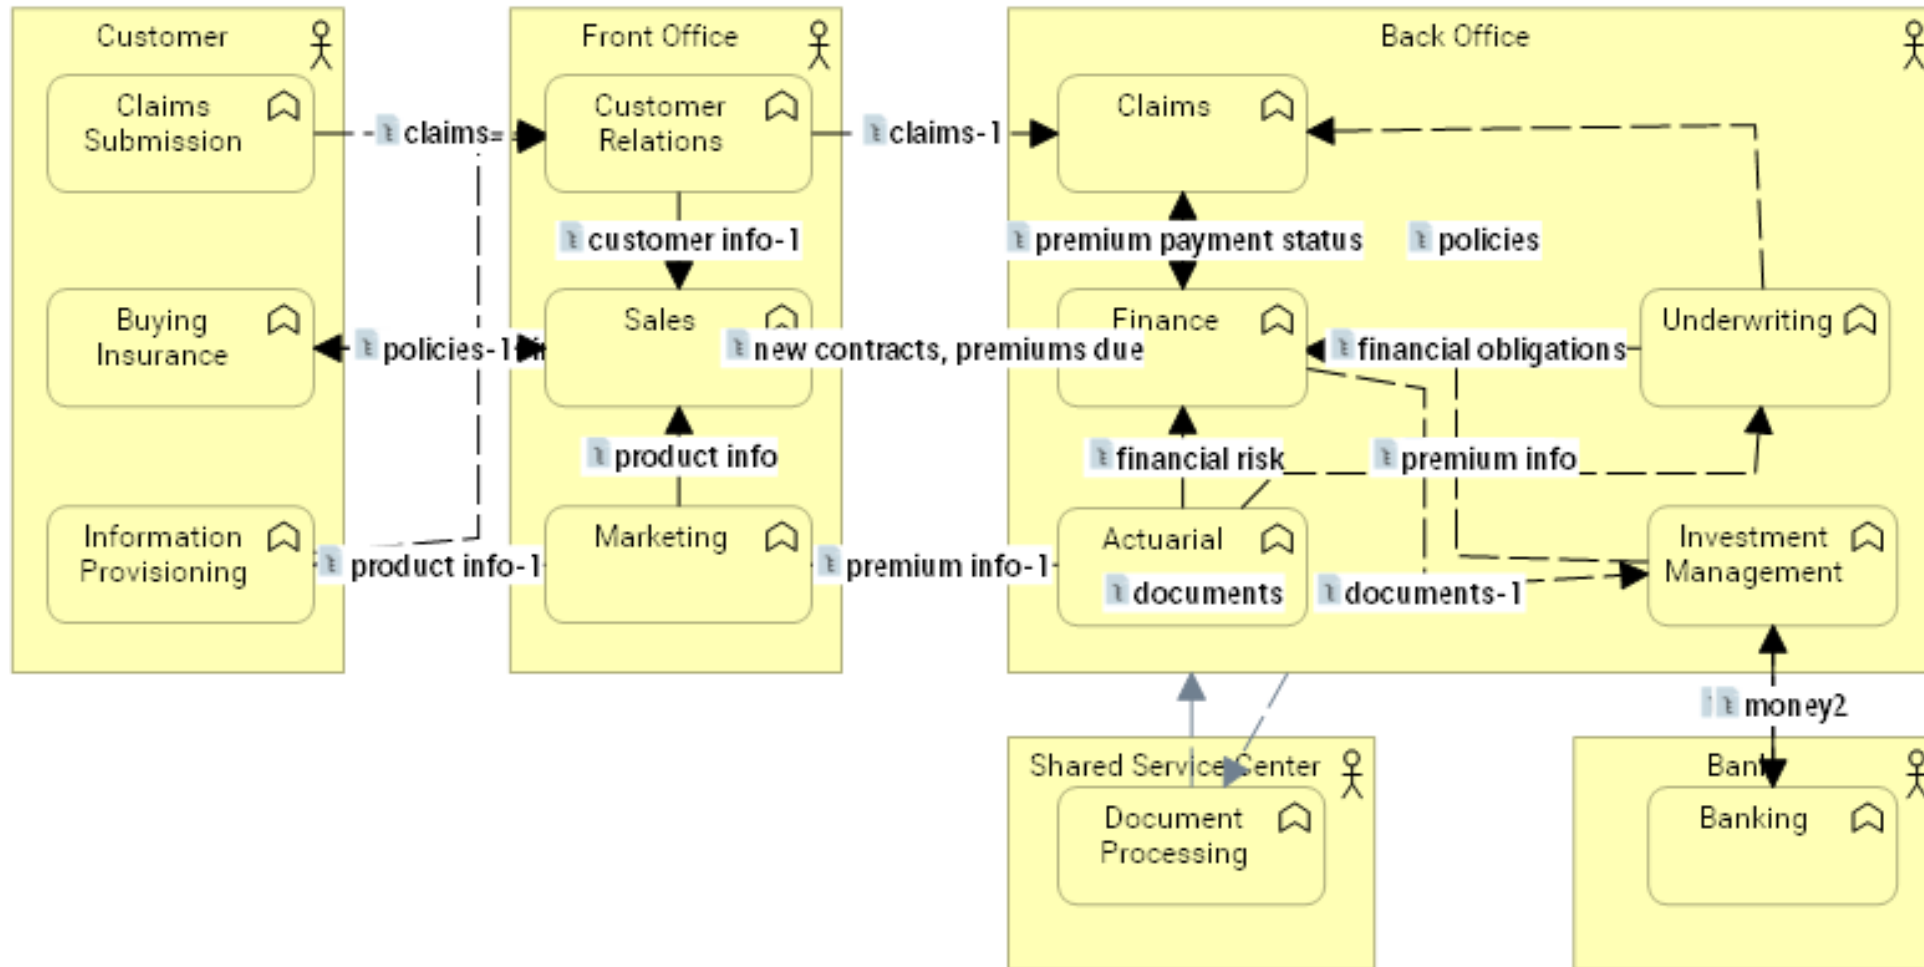 Customer
Front Office
Back Office
Claims
Submission
claims
Customer
Relations
claims-1
Claims
customer info-1
premium payment status
policies
Buying
Insurance
policies-1
Sales
new contracts, premiums due
Finance
financial obligations
Underwriting
product info
financial risk
premium info
Information
Provisioning
product info-1
Marketing
premium info-1
Actuarial
documents
documents-1
Investment
Management
money2
Shared Service Center
Bank
Document
Processing
Banking